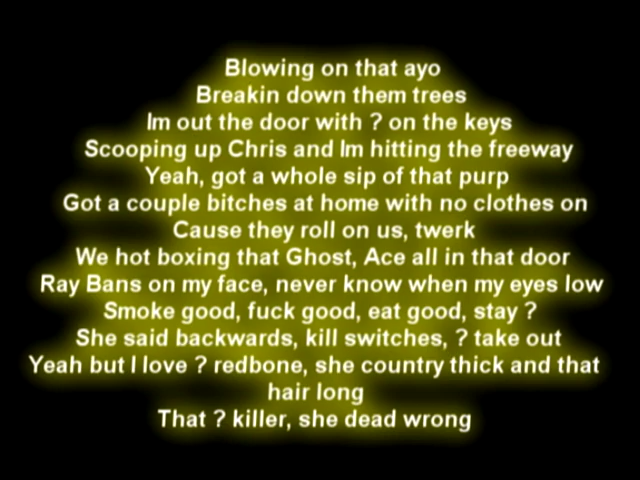 Blowing on that ayo
Breakin down them trees
Im out the door with ? on the keys
Scooping up Chris and Im hitting the freeway
Yeah, got a whole sip of that purp
Got a couple bitches at home with no clothes on
Cause they roll on us, twerk
We hot boxing that Ghost, Ace all in that door
Ray Bans on my face, never know when my eyes low
Smoke good, fuck good, eat good, stay ?
She said backwards, kill switches, ? take out
Yeah but I love ? redbone, she country thick and that
hair long
That ? killer, she dead wrong